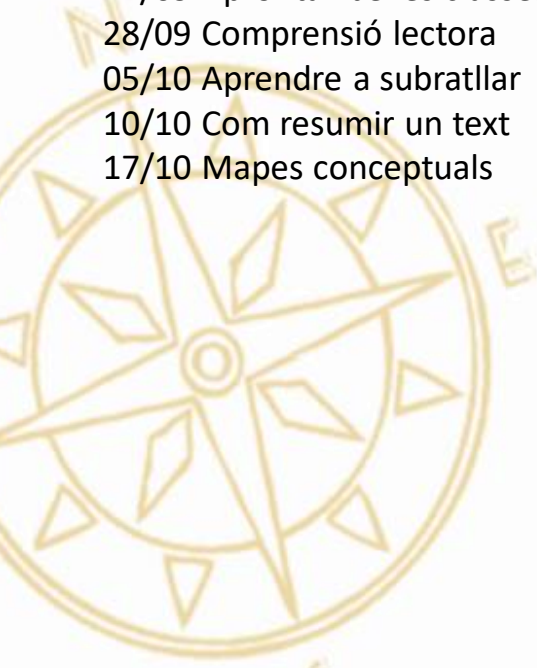 28/09 Comprensió lectora
05/10 Aprendre a subratllar
10/10 Com resumir un text
17/10 Mapes conceptuals
N
E